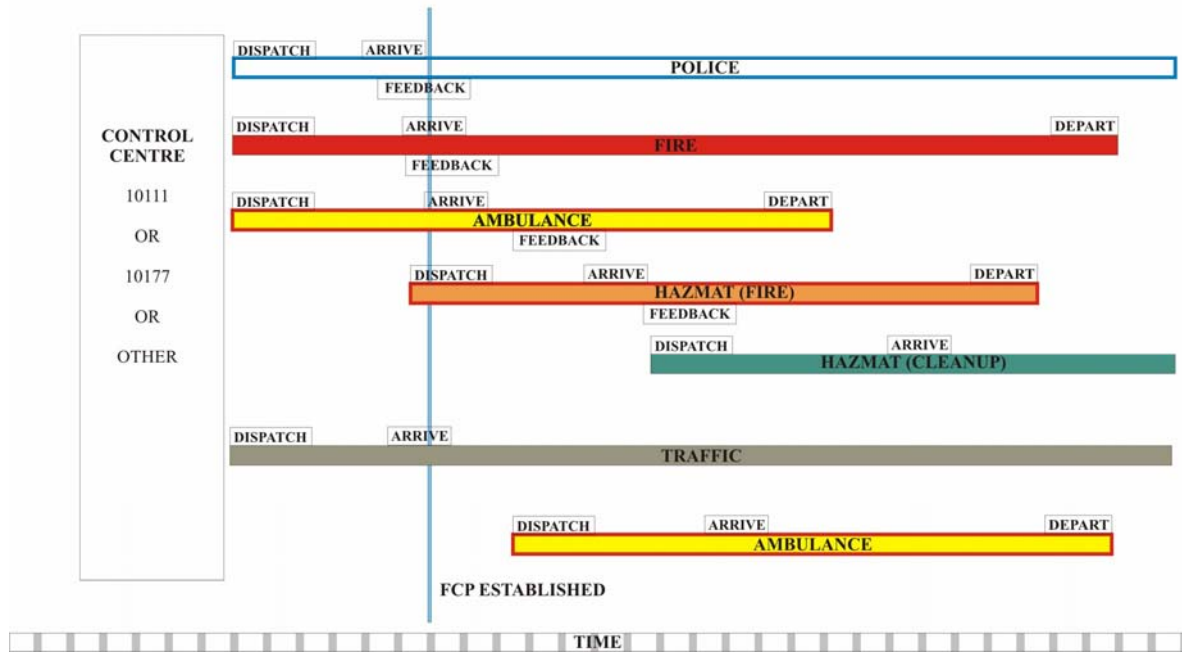 CONTROL
CENTRE
10111
OR
10177
OR
OTHER
DISPATCH
ARRIVE
POLICE
FEEDBACK
DISPATCH
ARRIVE
DEPART
FIRE
FEEDBACK
DISPATCH
ARRIVE
DEPART
AMBULANCE
FEEDBACK
DISPATCH
ARRIVE
DEPART
HAZMAT (FIRE)
FEEDBACK
DISPATCH
ARRIVE
HAZMAT (CLEANUP)
DISPATCH
ARRIVE
TRAFFIC
DISPATCH
ARRIVE
DEPART
AMBULANCE
FCP ESTABLISHED
TIME